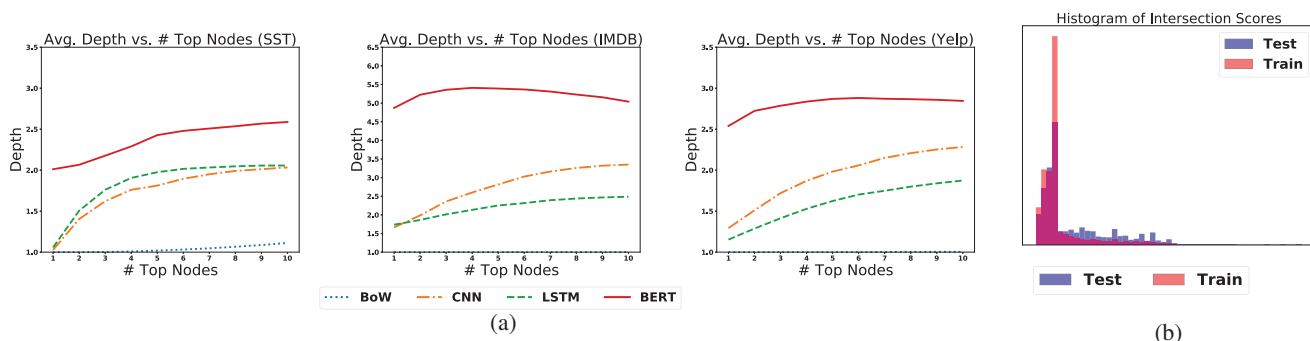 Avg. Depth vs. # Top Nodes (SST)
3.5
3.0
2.5
2.0
1.5
1.0
Depth
1 2 3 4 5 6 7 8 9 10
# Top Nodes
Avg. Depth vs. # Top Nodes (IMDB)
6.5
6.0
5.5
5.0
4.5
4.0
3.5
3.0
2.5
2.0
1.5
1.0
Depth
1 2 3 4 5 6 7 8 9 10
# Top Nodes
Avg. Depth vs. # Top Nodes (Yelp)
3.5
3.0
2.5
2.0
1.5
1.0
Depth
1 2 3 4 5 6 7 8 9 10
# Top Nodes
BoW CNN LSTM BERT
(a)
Histogram of Intersection Scores
Test
Train
Test Train
(b)